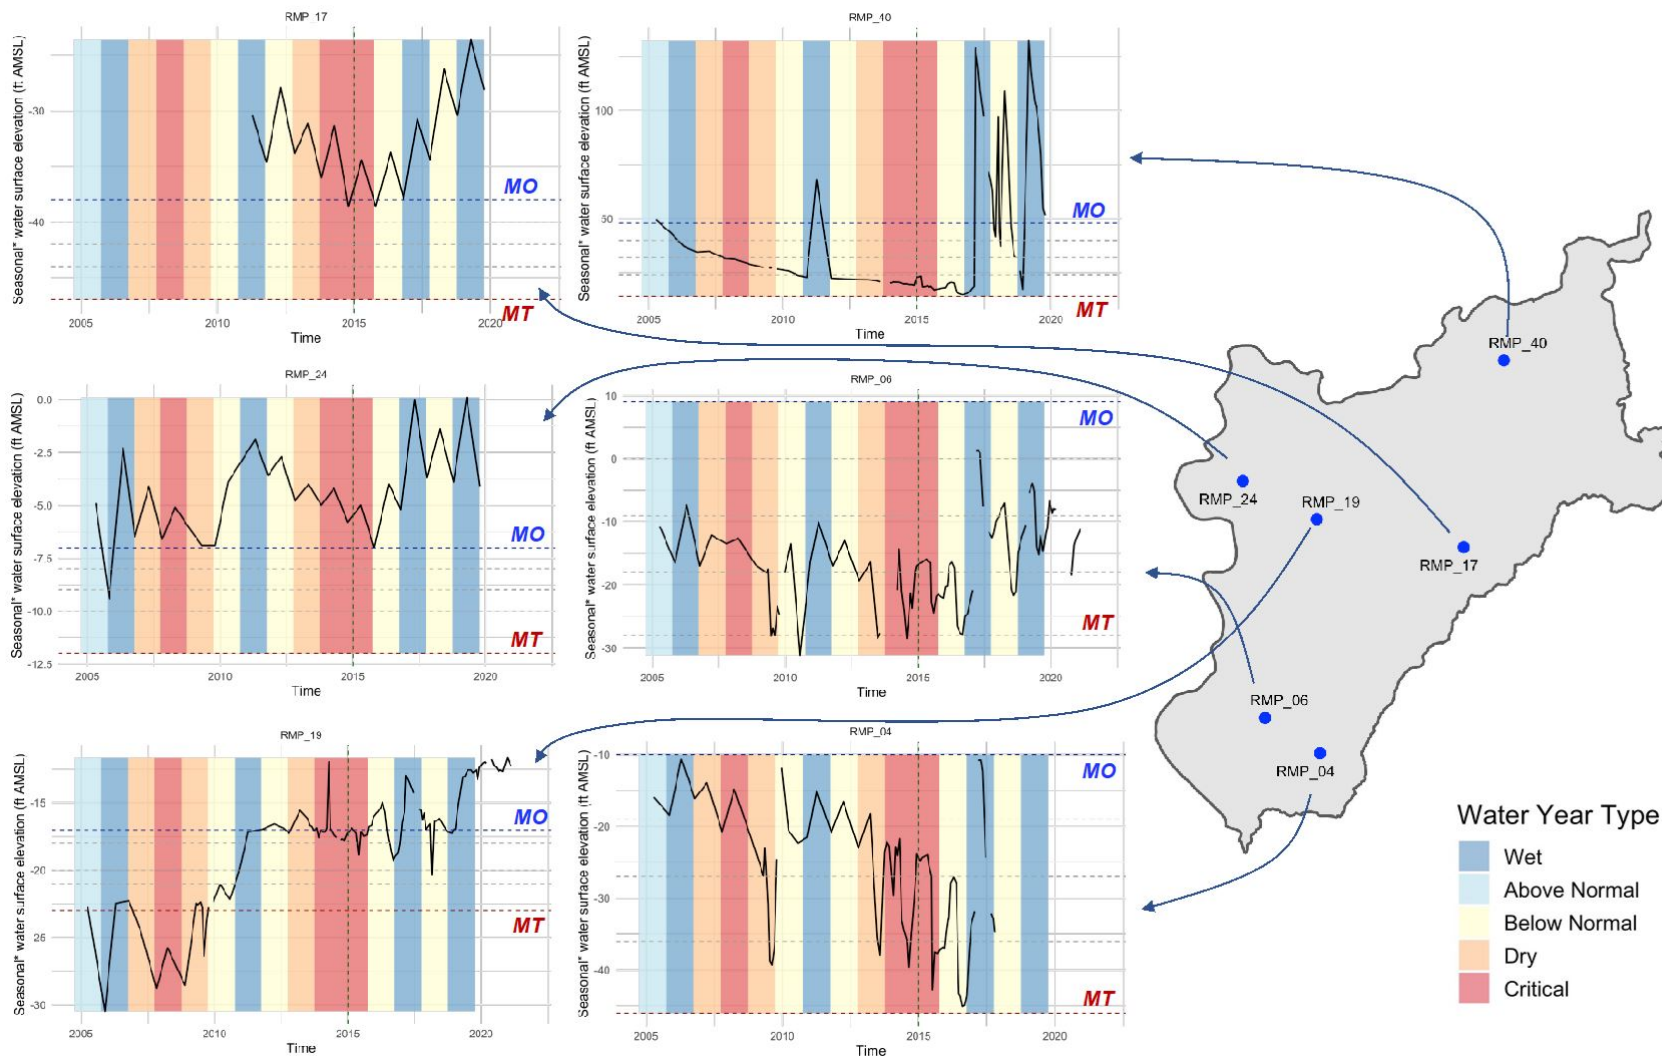 RMP_17
Seasonal* water surface elevation (ft AMSL)
-30
-40
MO
MT
2005
2010
2015
2020
Time
RMP_40
Seasonal* water surface elevation (ft AMSL)
100
50
MO
MT
2005
2010
2015
2020
Time
RMP_24
Seasonal* water surface elevation (ft AMSL)
0.0
-2.5
-5.0
-7.5
-10.0
-12.5
MO
MT
2005
2010
2015
2020
Time
RMP_06
Seasonal* water surface elevation (ft AMSL)
10
0
-10
-20
-30
MO
MT
2005
2010
2015
2020
Time
RMP_19
Seasonal* water surface elevation (ft AMSL)
-15
-20
26
-30
MO
MT
2005
2010
2015
2020
Time
RMP_04
Seasonal* water surface elevation (ft AMSL)
-10
-20
-30
-40
MO
MT
2005
2010
2015
2020
Time
RMP_40
RMP_24
RMP_19
RMP_17
RMP_06
RMP_04
Water Year Type
Wet
Above Normal
Below Normal
Dry
Critical